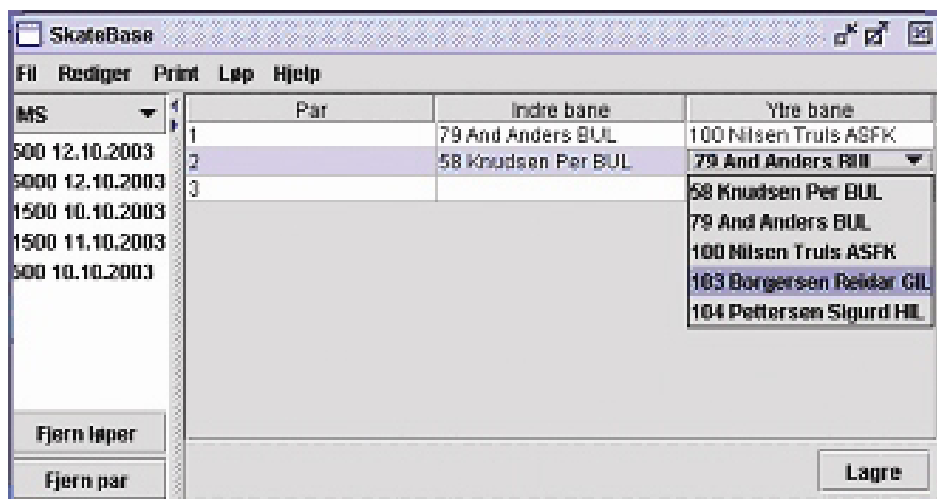 SkateBase
Fil Rediger Print Løp Hjelp
MS
500 12.10.2003
5000 12.10.2003
1500 10.10.2003
1500 11.10.2003
500 10.10.2003
Fjern løper
Fjern par
Par Indre bane Ytre bane
1 79 And Anders BUL 100 Nilsen Truls ASFK
2 58 Knudsen Per BUL 79 And Anders BUL
3
58 Knudsen Per BUL
79 And Anders BUL
100 Nilsen Truls ASFK
103 Borgersen Reidar GIL
104 Pettersen Sigurd HIL
Lagre